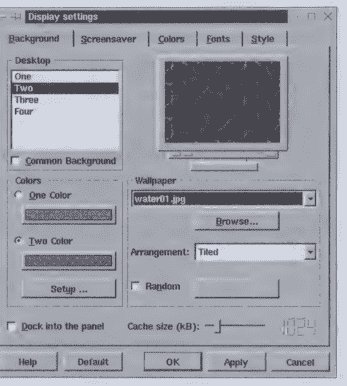 Display settings
Background Screensaver Colors Fonts Style
Desktop
One
Two
Three
Four
Common Background
Colors
One Color
Two Color
Setup ...
Wallpaper
water01.jpg
Browse...
Arrangement: Tiled
Random
Dock into the panel
Cache size (kB): 1024
Help Default OK Apply Cancel